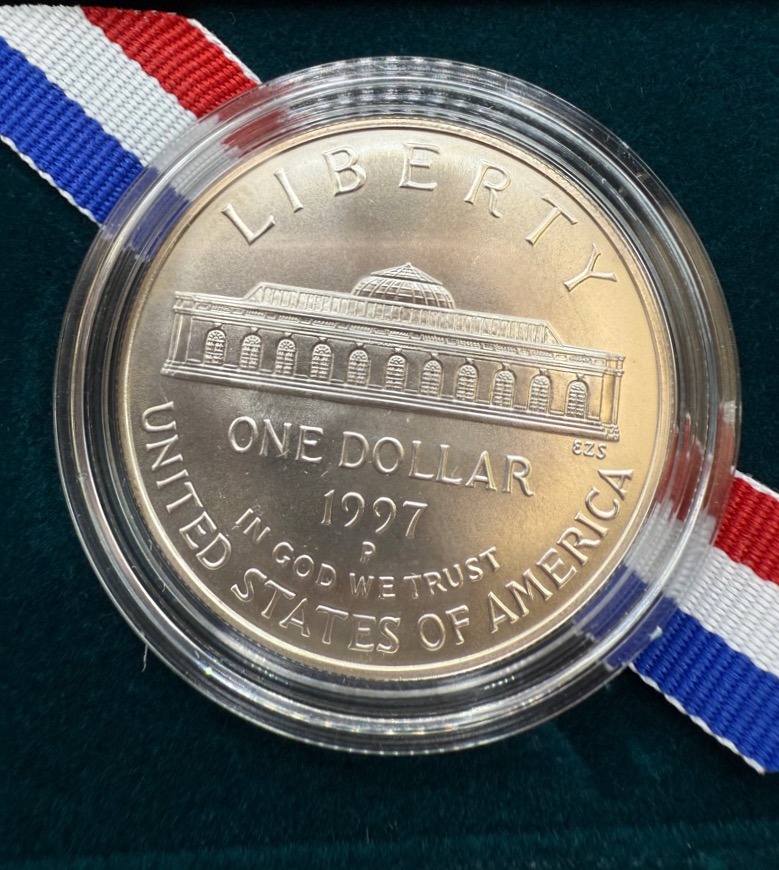 LIBERTY
EZS
ONE DOLLAR
1997
P
IN GOD WE TRUST
UNITED STATES OF AMERICA